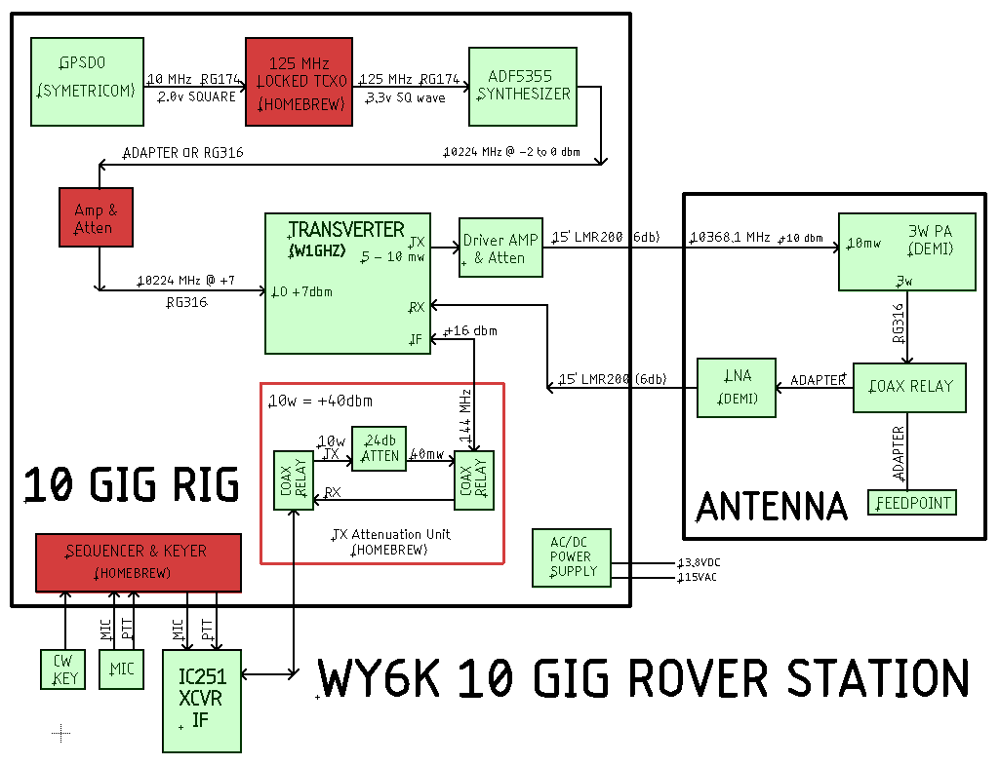 GPSDO
(SYMETRICOM)
10 MHz RG174
2.0v SQUARE
125 MHz
LOCKED TCXO
(HOMEBREW)
125 MHz RG174
3.3v SQ wave
ADF5355
SYNTHESIZER
ADAPTER OR RG316
10224 MHz @ -2 to 0 dbm
Amp &
Atten
10224 MHz @ +7
RG316
TRANSVERTER
(W1GHZ)
TX
5 - 10 mw
LO +7dbm
RX
IF
Driver AMP
& Atten
15' LMR200 (6db)
10368.1 MHz +10 dbm
3W PA
(DEMI)
10mw
3w
RG316
+16 dbm
144 MHz
15' LMR200 (6db)
LNA
(DEMI)
ADAPTER
COAX RELAY
ADAPTER
FEEDPOINT
ANTENNA
10w = +40dbm
COAX
RELAY
10w
TX
24db
ATTEN
40mw
COAX
RELAY
RX
TX Attenuation Unit
(HOMEBREW)
10 GIG RIG
SEQUENCER & KEYER
(HOMEBREW)
AC/DC
POWER
SUPPLY
13.8VDC
115VAC
MIC
PTT
MIC
PTT
CW
KEY
MIC
IC251
XCVR
IF
WY6K 10 GIG ROVER STATION